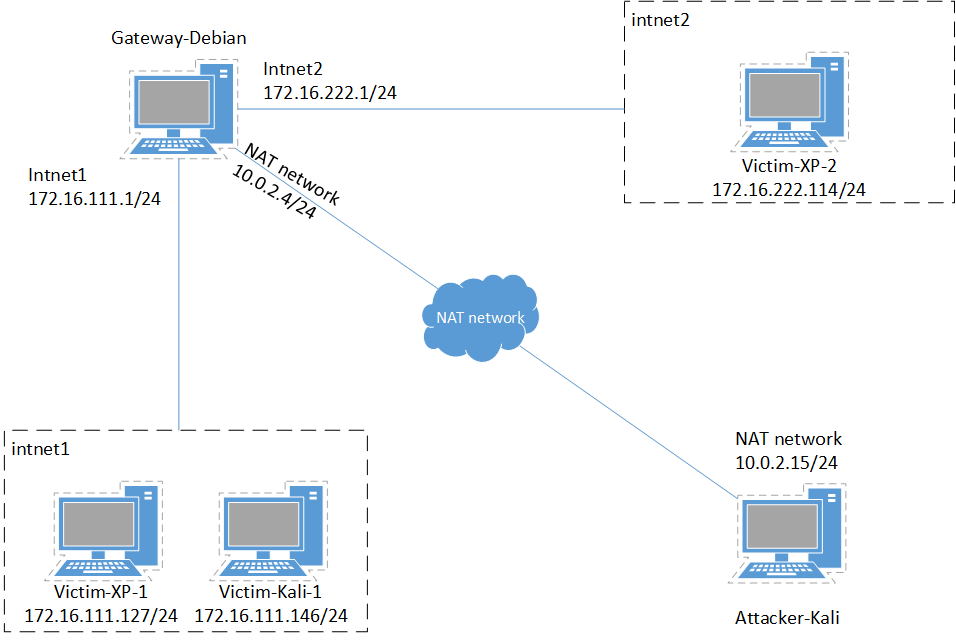 Gateway-Debian
Intnet2
172.16.222.1/24
intnet2
Victim-XP-2
172.16.222.114/24
Intnet1
172.16.111.1/24
NAT network
10.0.2.4/24
NAT network
intnet1
Victim-XP-1
172.16.111.127/24
Victim-Kali-1
172.16.111.146/24
NAT network
10.0.2.15/24
Attacker-Kali